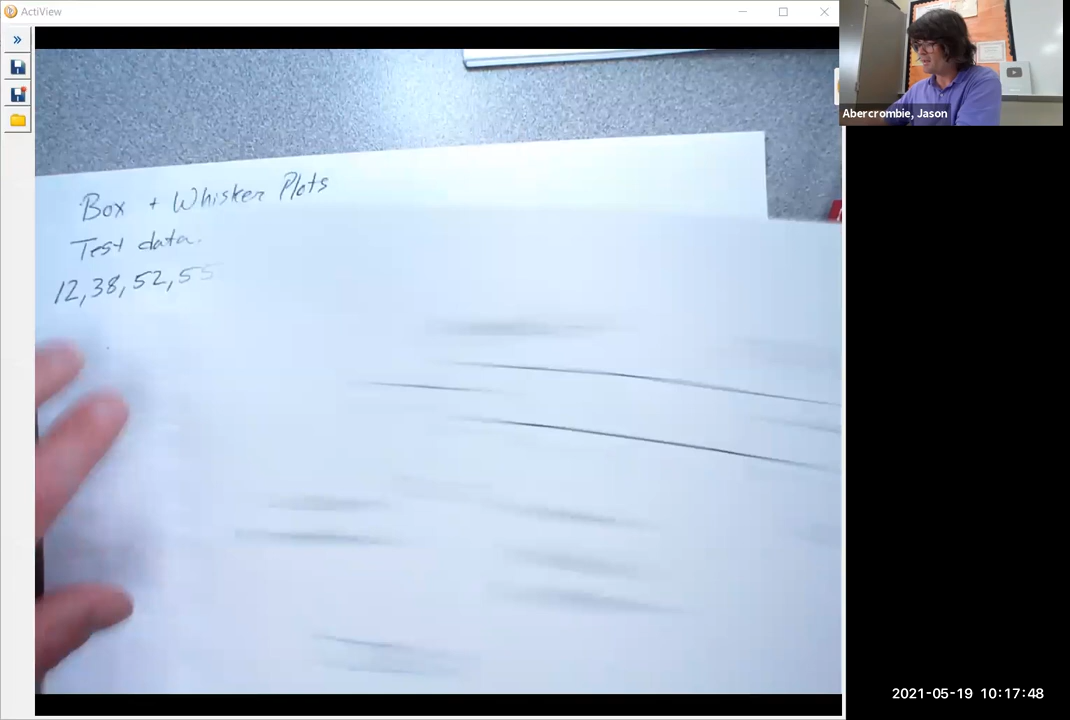 ActiView
Abercrombie, Jason
Box + Whisker Plots
Test data.
12, 38, 52, 55
2021-05-19 10:17:48